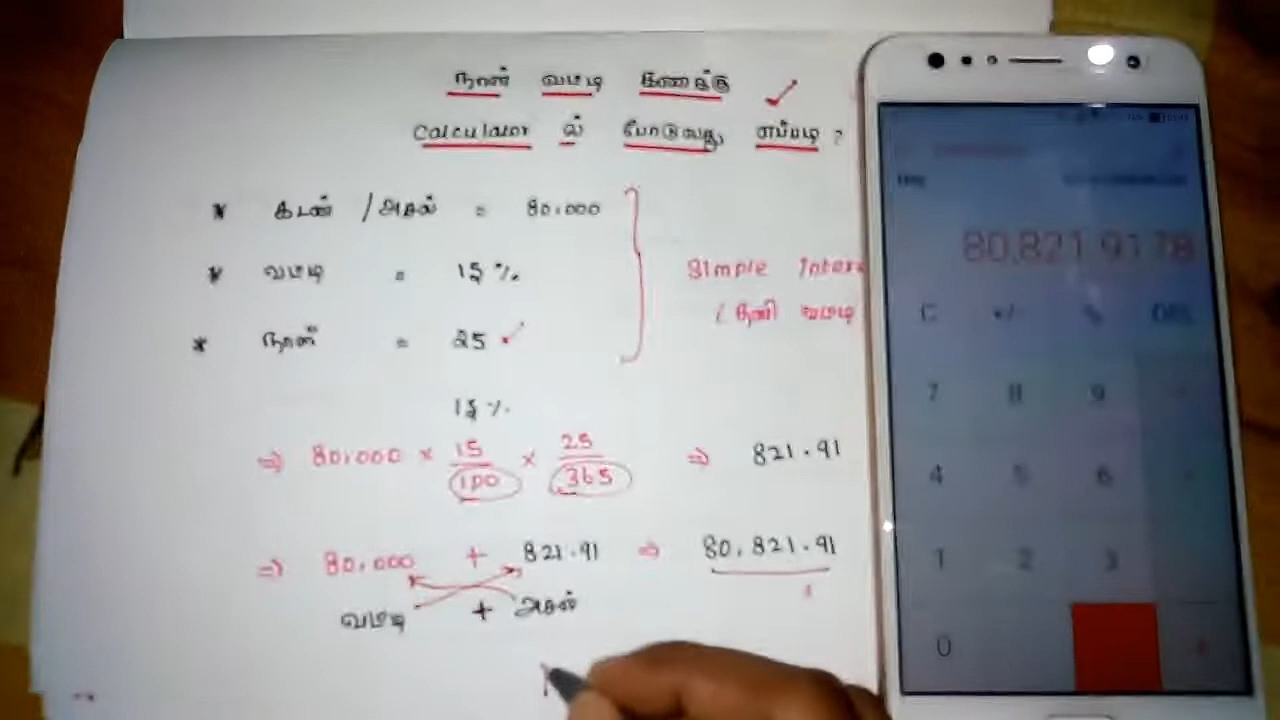 நாள் வட்டி கணக்கு ✓
Calculator ல் போடுவது எப்படி ?
* கடன் / அசல் = 80,000
* வட்டி = 15 %
* நாள் = 25 ✓
Simple
( தனி வட்டி
15 %
⇒ 80,000 × 15/100 × 25/365 ⇒ 821.91
⇒ 80,000 + 821.91 ⇒ 80,821.91
வட்டி + அசல்
80,821.9178
C +/- % DEL
7 8 9
4 5 6
1 2 3
0